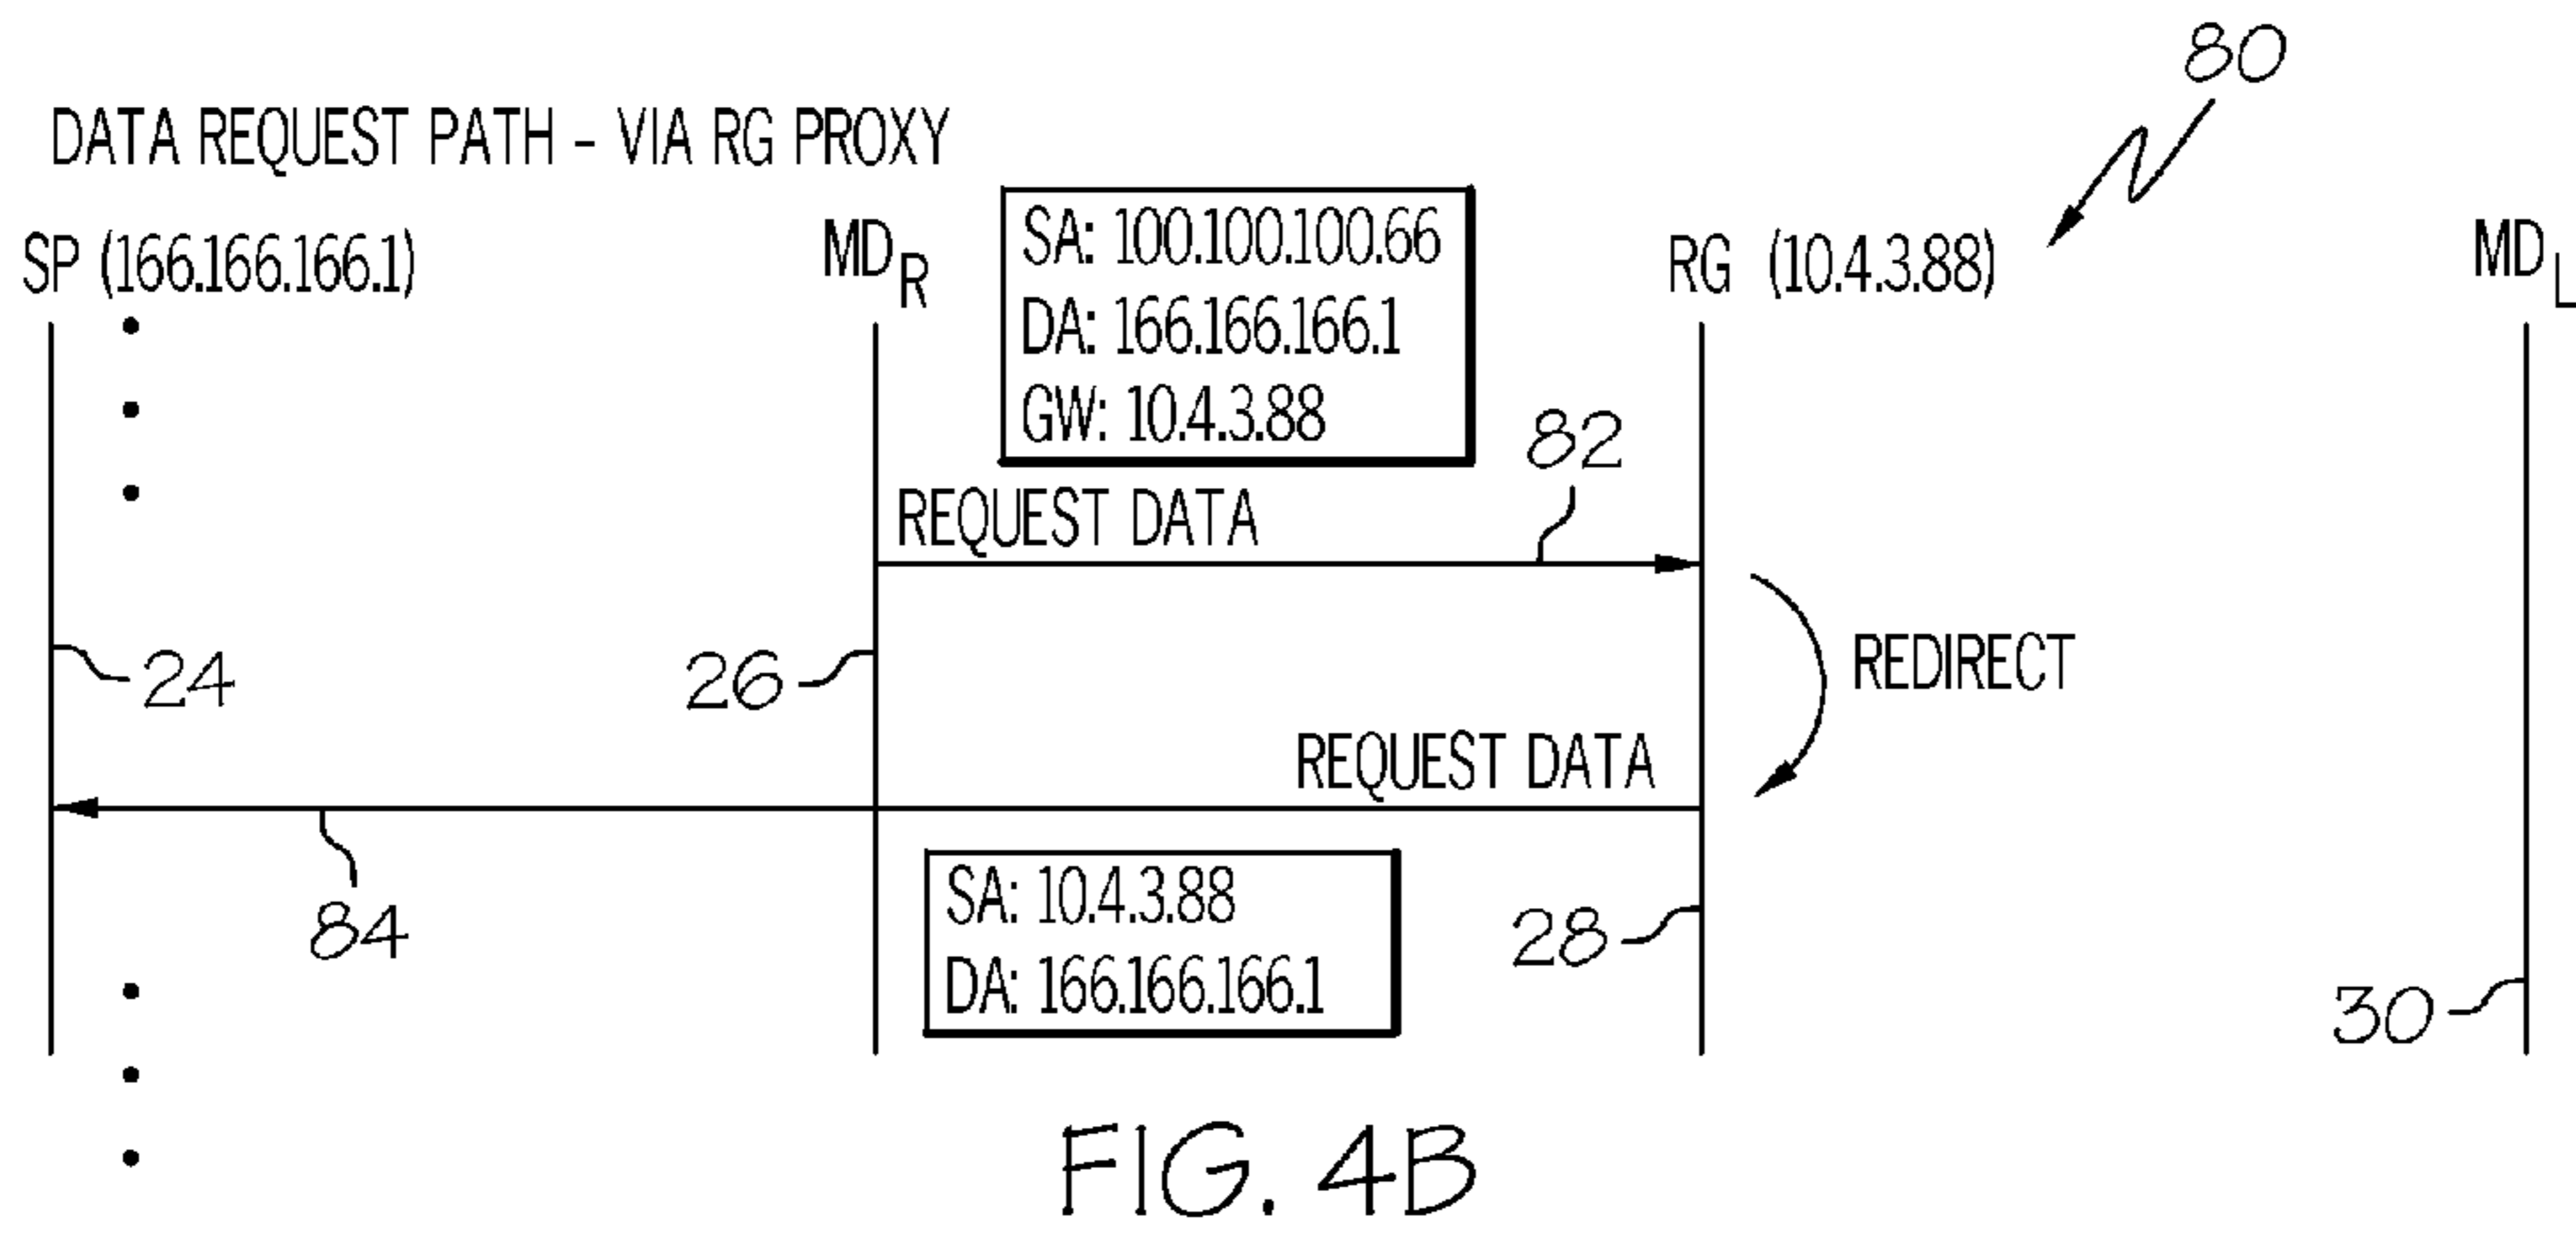 80
DATA REQUEST PATH - VIA RG PROXY
SP (166.166.166.1)
MD R
SA: 100.100.100.66
DA: 166.166.166.1
GW: 10.4.3.88
RG (10.4.3.88)
MD L
82
REQUEST DATA
24
26
REDIRECT
REQUEST DATA
84
SA: 10.4.3.88
DA: 166.166.166.1
28
30
FIG. 4B